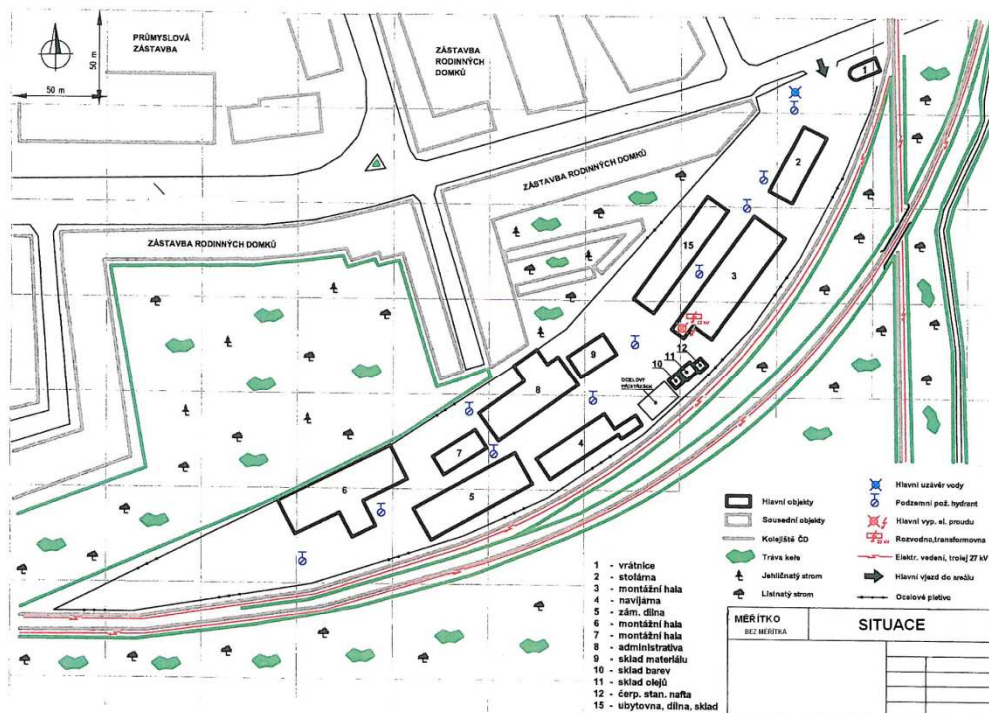 50 m
50 m
PRŮMYSLOVÁ
ZÁSTAVBA
ZÁSTAVBA
RODINNÝCH
DOMKŮ
ZÁSTAVBA RODINNÝCH DOMKŮ
ZÁSTAVBA RODINNÝCH DOMKŮ
1
2
15
3
22 kV
12
11
10
9
8
OCELOVÝ
PŘÍSTŘEŠEK
4
7
5
6
Hlavní objekty
Sousední objekty
Kolejiště ČD
Tráva keře
Jehličnatý strom
Listnatý strom
Hlavní uzávěr vody
Podzemní pož. hydrant
Hlavní vyp. el. proudu
22 kV
Rozvodna,transformovna
Elektr. vedení, trolej 27 kV
Hlavní vjezd do areálu
Ocelové pletivo
1 - vrátnice
2 - stolárna
3 - montážní hala
4 - navijárna
5 - zám. dílna
6 - montážní hala
7 - montážní hala
8 - administrativa
9 - sklad materiálu
10 - sklad barev
11 - sklad olejů
12 - čerp. stan. nafta
15 - ubytovna, dílna, sklad
MĚŘÍTKO
BEZ MĚŘÍTKA
SITUACE